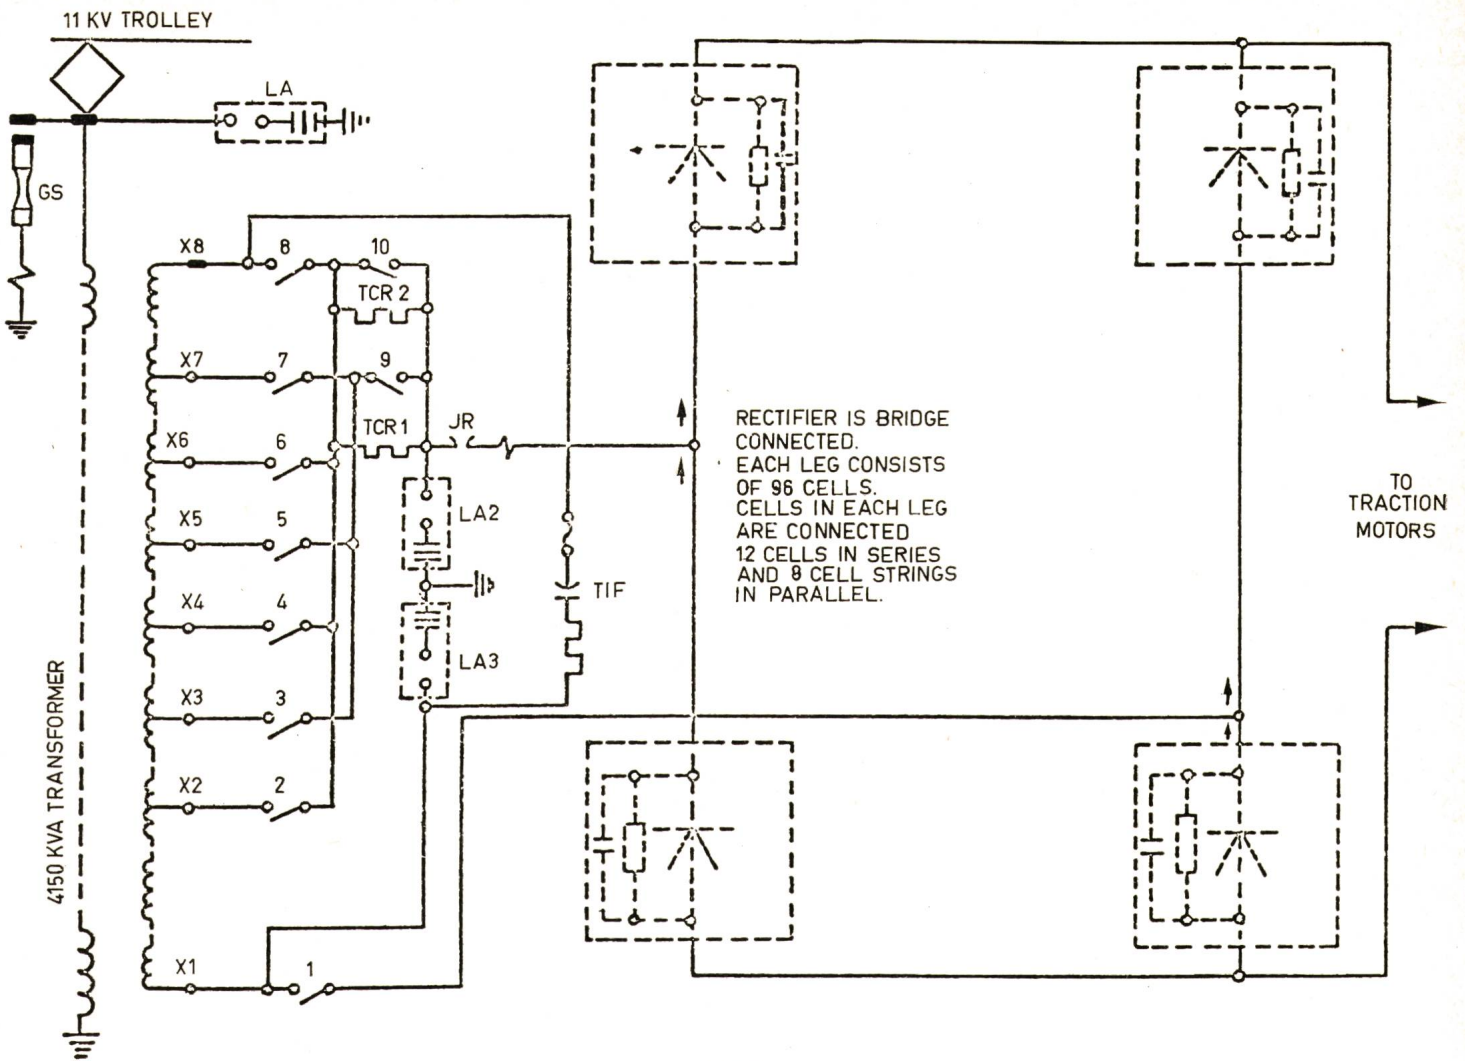 11 KV TROLLEY
LA
GS
X8 8 10
TCR 2
X7 7 9
TCR 1 JR
X6 6
X5 5
LA2
X4 4
TIF
LA3
X3 3
X2 2
X1 1
4150 KVA TRANSFORMER
RECTIFIER IS BRIDGE
CONNECTED.
EACH LEG CONSISTS
OF 96 CELLS.
CELLS IN EACH LEG
ARE CONNECTED
12 CELLS IN SERIES
AND 8 CELL STRINGS
IN PARALLEL.
TO
TRACTION
MOTORS